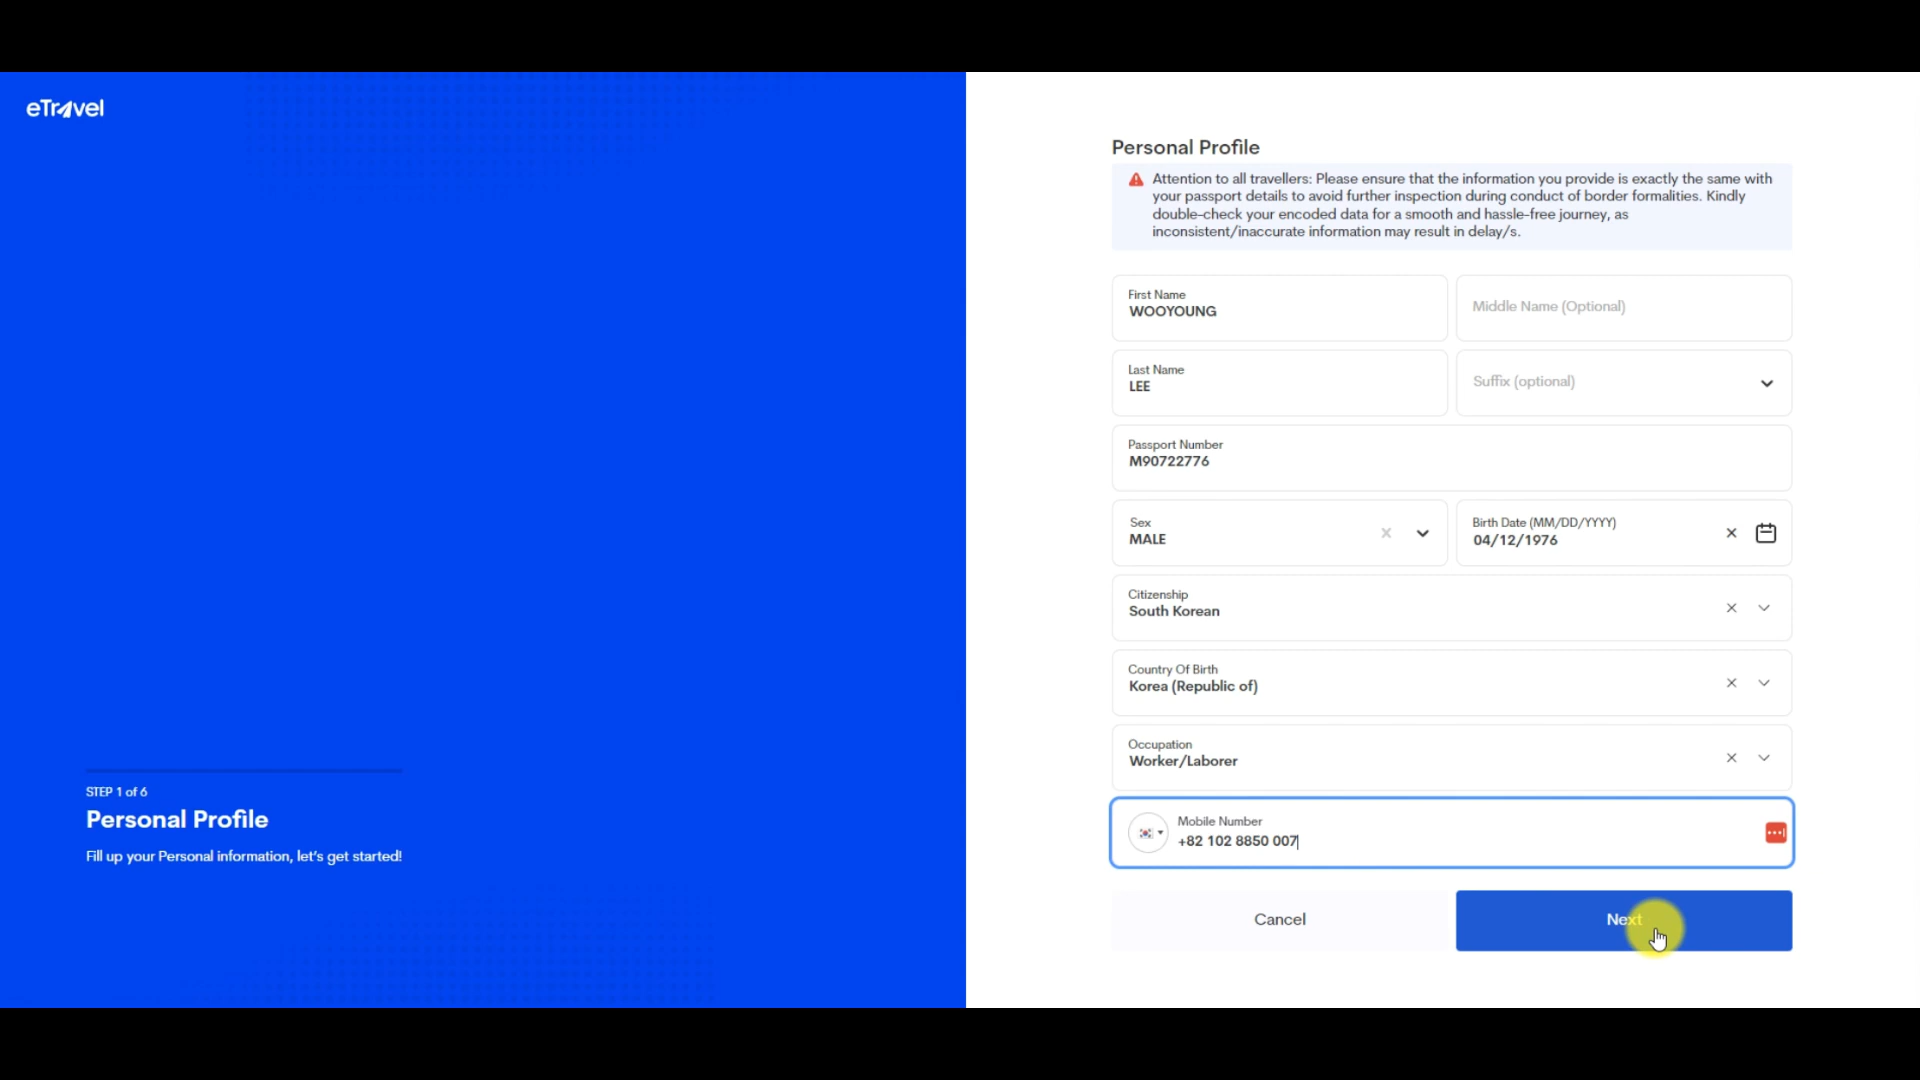 eTravel
STEP 1 of 6
Personal Profile
Fill up your Personal information, let's get started!
Personal Profile
Attention to all travellers: Please ensure that the information you provide is exactly the same with
your passport details to avoid further inspection during conduct of border formalities. Kindly
double-check your encoded data for a smooth and hassle-free journey, as
inconsistent/inaccurate information may result in delay/s.
First Name
WOOYOUNG
Middle Name (Optional)
Last Name
LEE
Suffix (optional)
Passport Number
M90722776
Sex
MALE
Birth Date (MM/DD/YYYY)
04/12/1976
Citizenship
South Korean
Country Of Birth
Korea (Republic of)
Occupation
Worker/Laborer
Mobile Number
+82 102 8850 007
Cancel
Next